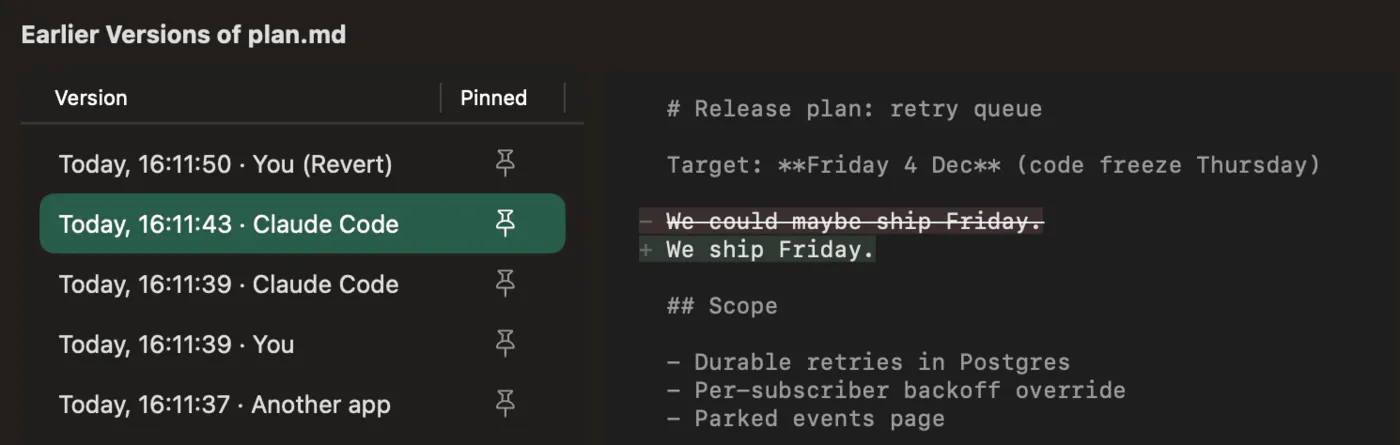 Earlier Versions of plan.md
Version Pinned
Today, 16:11:50 · You (Revert)
Today, 16:11:43 · Claude Code
Today, 16:11:39 · Claude Code
Today, 16:11:39 · You
Today, 16:11:37 · Another app
# Release plan: retry queue
Target: **Friday 4 Dec** (code freeze Thursday)
- We could maybe ship Friday.
+ We ship Friday.
## Scope
- Durable retries in Postgres
- Per-subscriber backoff override
- Parked events page